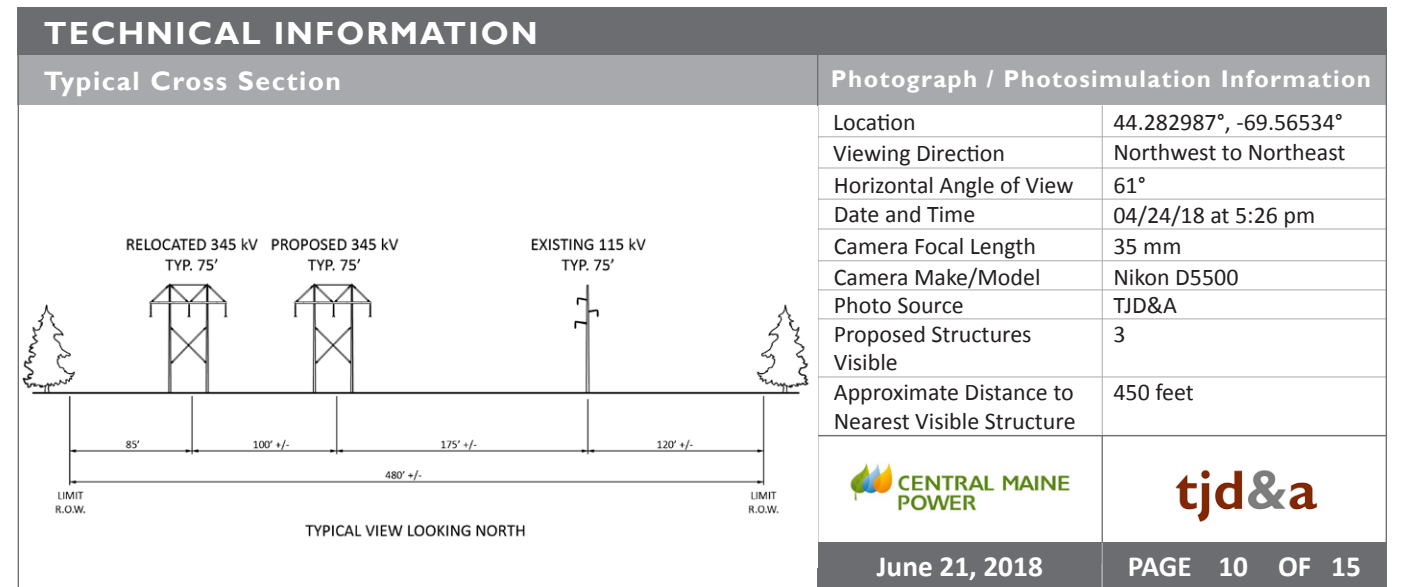 TECHNICAL INFORMATION
Typical Cross Section
RELOCATED 345 kV PROPOSED 345 kV EXISTING 115 kV
TYP. 75’ TYP. 75’ TYP. 75’
85’ 100’ +/- 175’ +/- 120’ +/-
480’ +/-
LIMIT LIMIT
R.O.W. R.O.W.
TYPICAL VIEW LOOKING NORTH
Photograph / Photosimulation Information
Location 44.282987°, -69.56534°
Viewing Direction Northwest to Northeast
Horizontal Angle of View 61°
Date and Time 04/24/18 at 5:26 pm
Camera Focal Length 35 mm
Camera Make/Model Nikon D5500
Photo Source TJD&A
Proposed Structures 3
Visible
Approximate Distance to 450 feet
Nearest Visible Structure
CENTRAL MAINE
POWER
tjd&a
June 21, 2018 PAGE 10 OF 15